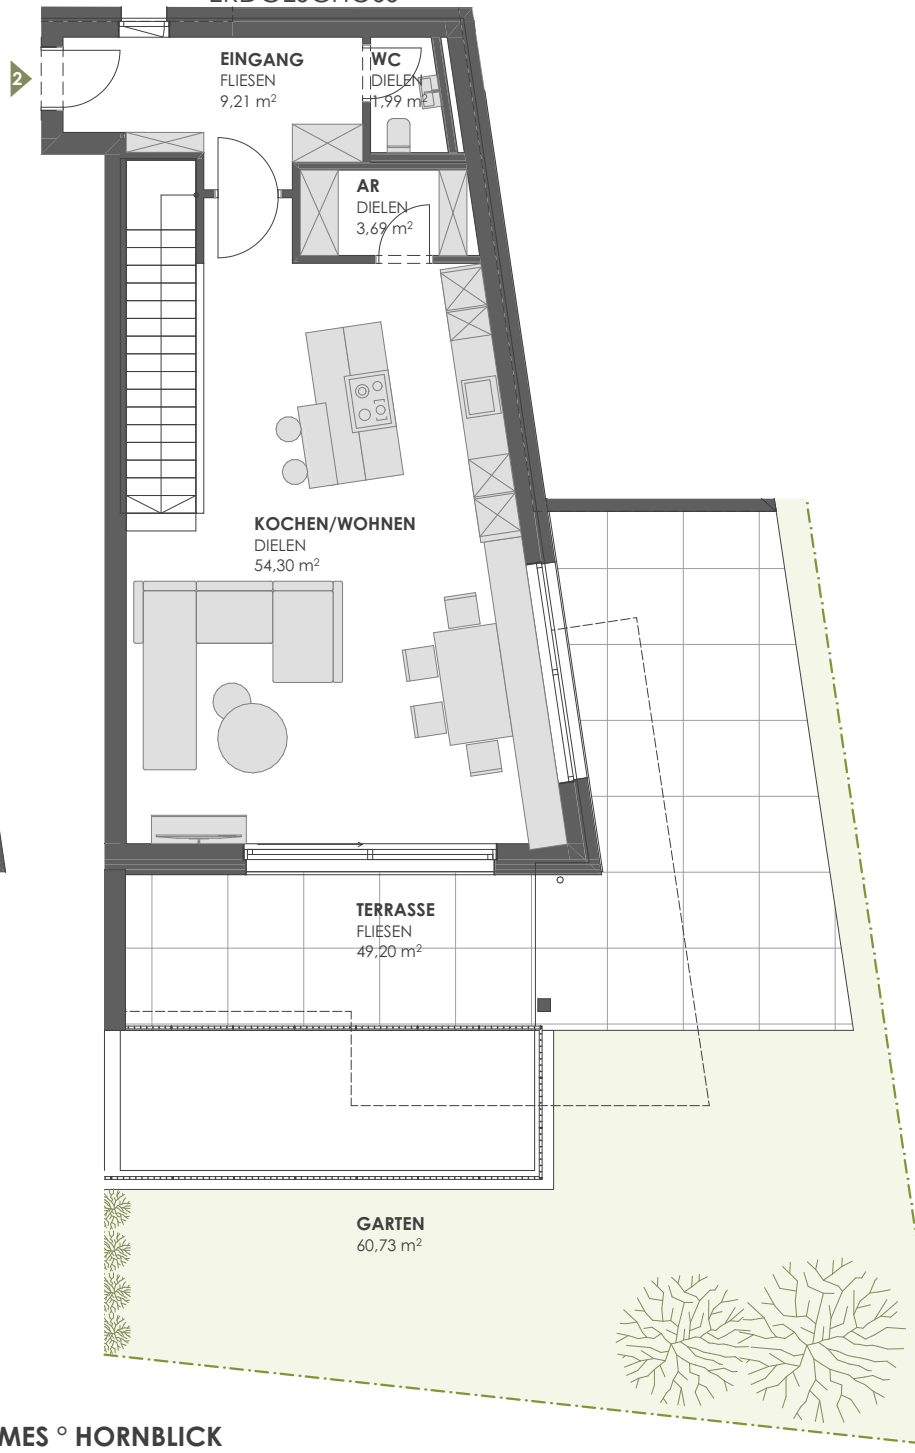 ERDGESCHOSS
2
EINGANG
FLIESEN
9,21 m²
WC
DIELEN
1,99 m²
AR
DIELEN
3,69 m²
KOCHEN/WOHNEN
DIELEN
54,30 m²
TERRASSE
FLIESEN
49,20 m²
GARTEN
60,73 m²
MES ° HORNBLICK